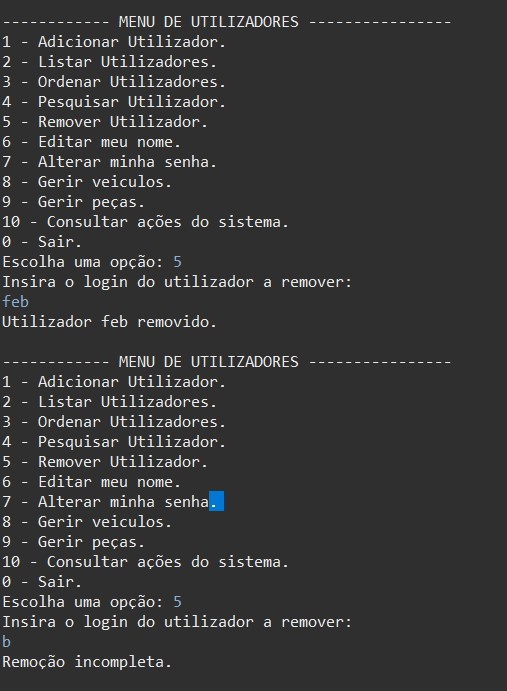 ------------ MENU DE UTILIZADORES ----------------
1 - Adicionar Utilizador.
2 - Listar Utilizadores.
3 - Ordenar Utilizadores.
4 - Pesquisar Utilizador.
5 - Remover Utilizador.
6 - Editar meu nome.
7 - Alterar minha senha.
8 - Gerir veiculos.
9 - Gerir peças.
10 - Consultar ações do sistema.
0 - Sair.
Escolha uma opção: 5
Insira o login do utilizador a remover:
feb
Utilizador feb removido.
------------ MENU DE UTILIZADORES ----------------
1 - Adicionar Utilizador.
2 - Listar Utilizadores.
3 - Ordenar Utilizadores.
4 - Pesquisar Utilizador.
5 - Remover Utilizador.
6 - Editar meu nome.
7 - Alterar minha senha.
8 - Gerir veiculos.
9 - Gerir peças.
10 - Consultar ações do sistema.
0 - Sair.
Escolha uma opção: 5
Insira o login do utilizador a remover:
b
Remoção incompleta.